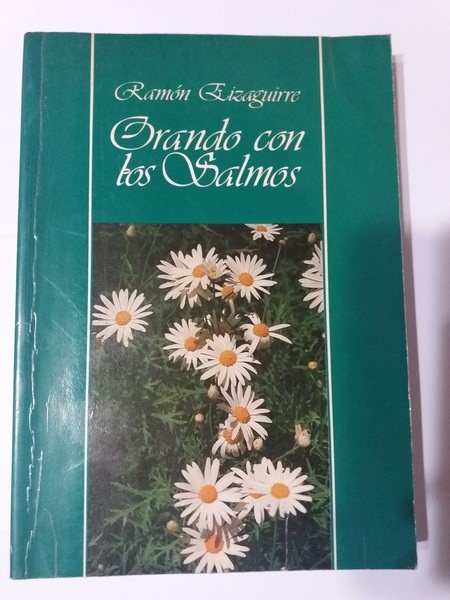 Ramón Eizaguirre
Orando con
los Salmos